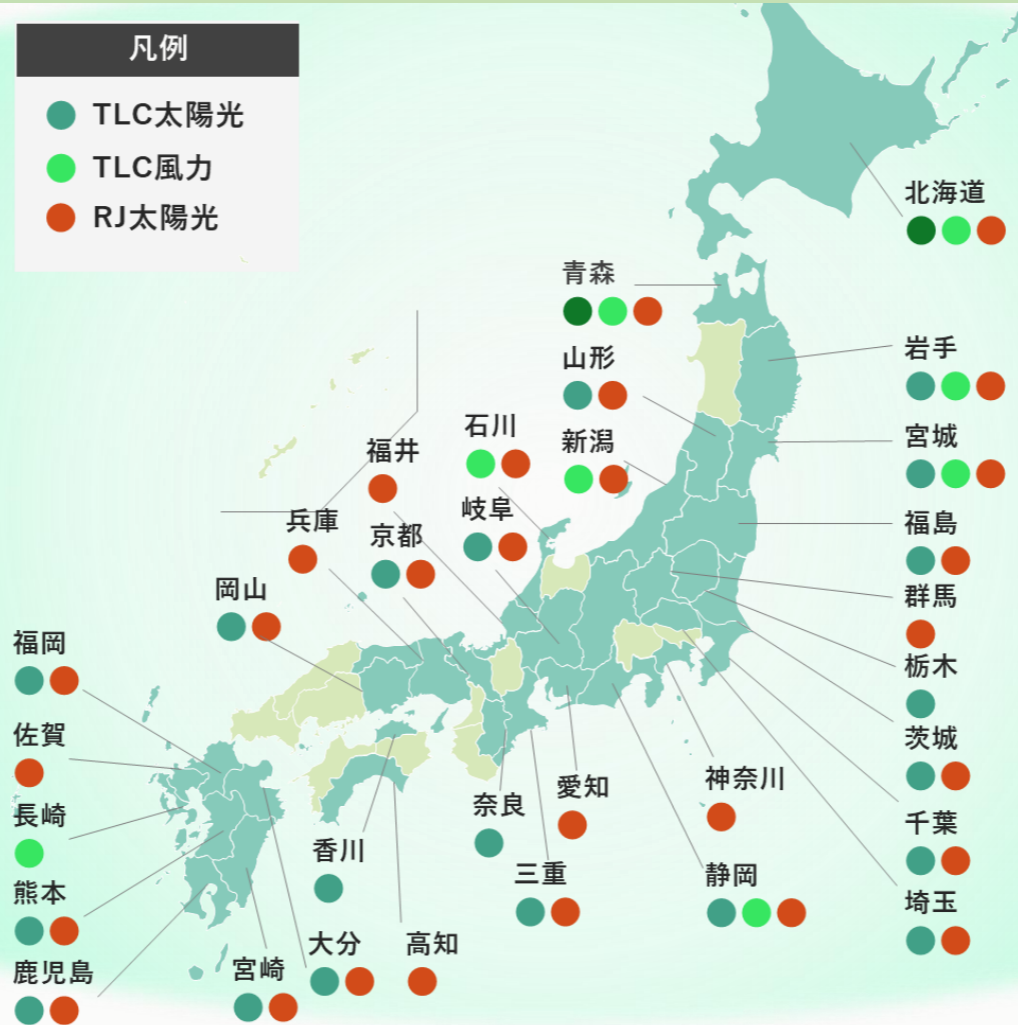 凡例
TLC太陽光
TLC風力
RJ太陽光
北海道
青森
岩手
山形
宮城
石川
新潟
福井
岐阜
兵庫
京都
福島
岡山
群馬
福岡
栃木
佐賀
茨城
長崎
奈良
愛知
神奈川
千葉
香川
三重
静岡
熊本
埼玉
大分
高知
宮崎
鹿児島